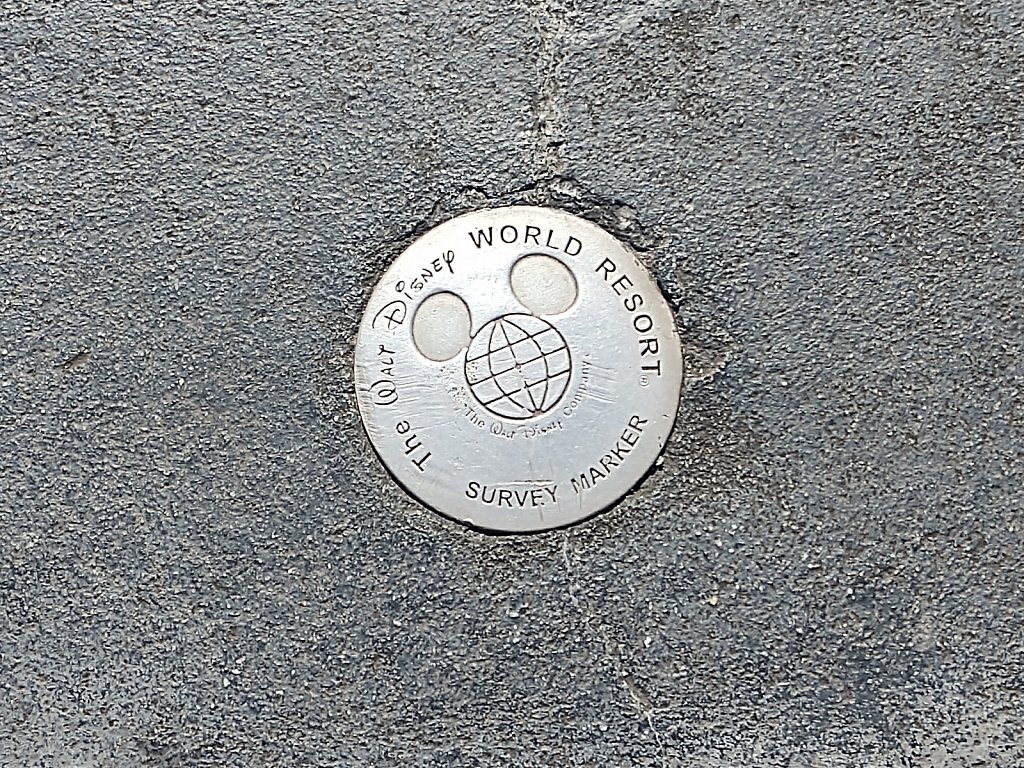 The WALT DISNEY WORLD RESORT®
The WALT DISNEY Company
SURVEY MARKER